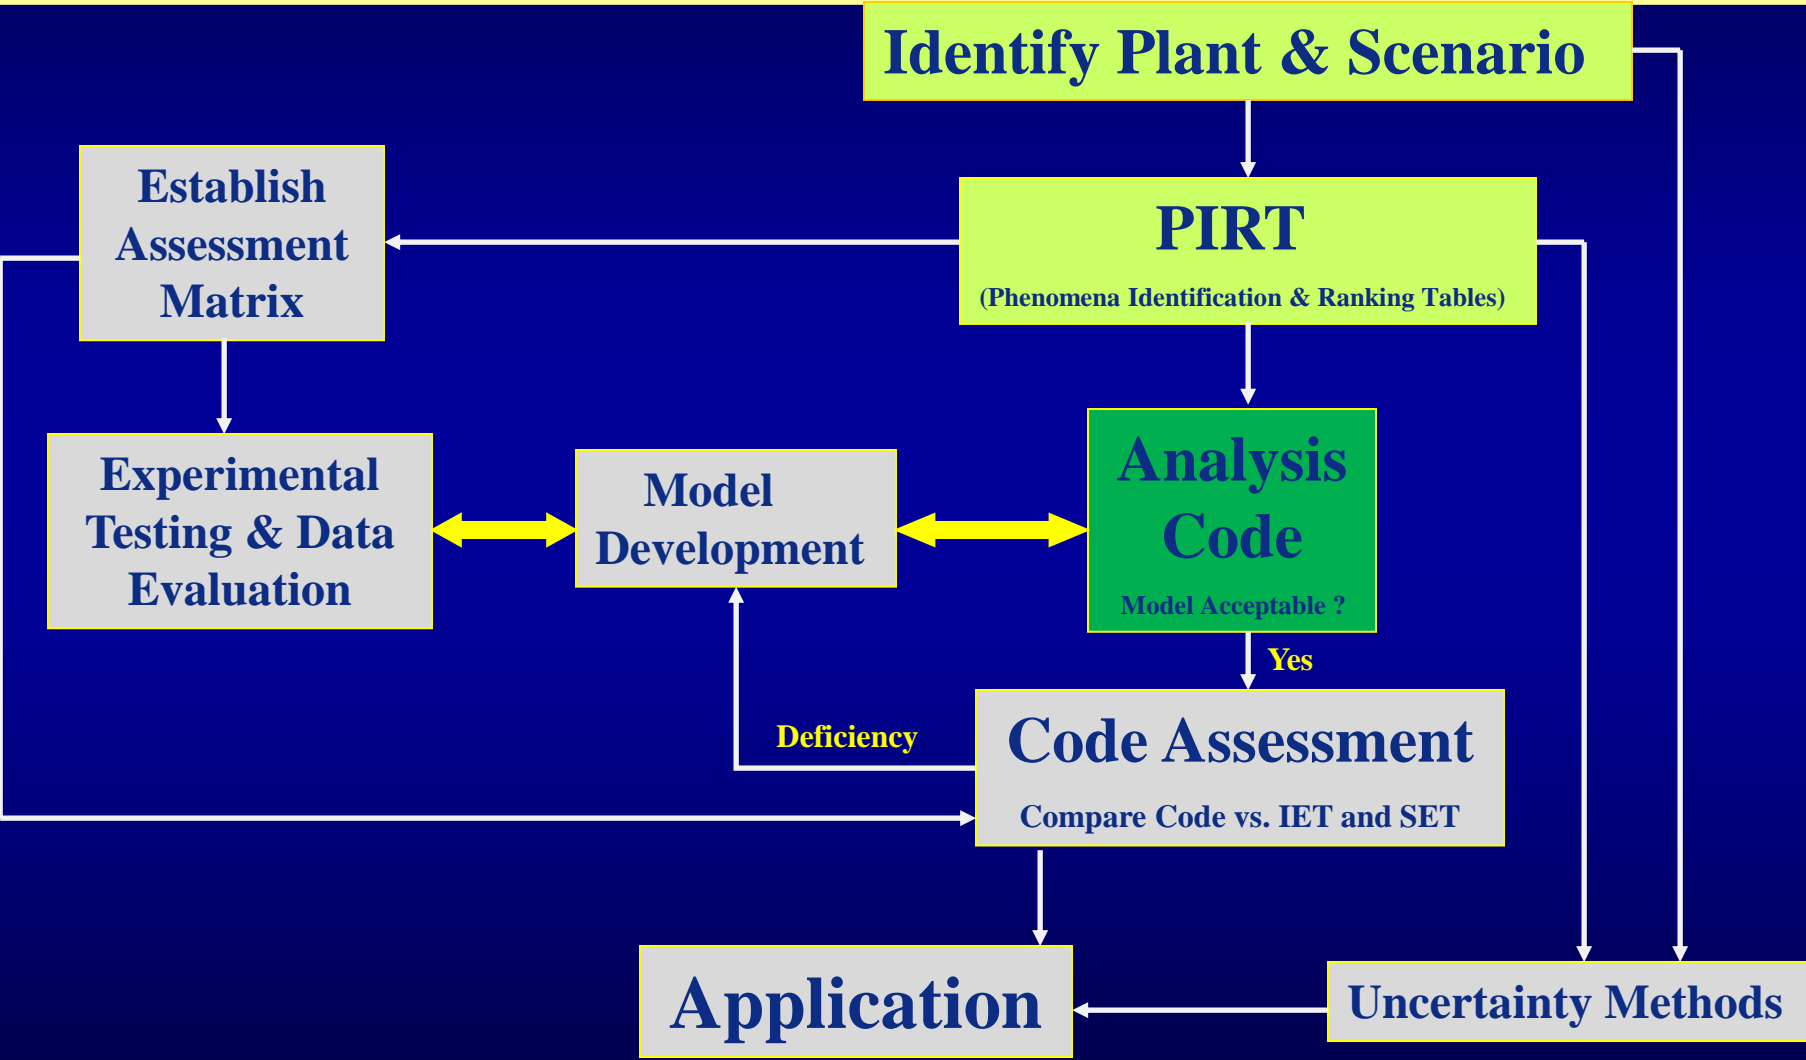 Identify Plant & Scenario
Establish
Assessment
Matrix
PIRT
(Phenomena Identification & Ranking Tables)
Experimental
Testing & Data
Evaluation
Model
Development
Analysis
Code
Model Acceptable ?
Yes
Deficiency
Code Assessment
Compare Code vs. IET and SET
Application
Uncertainty Methods